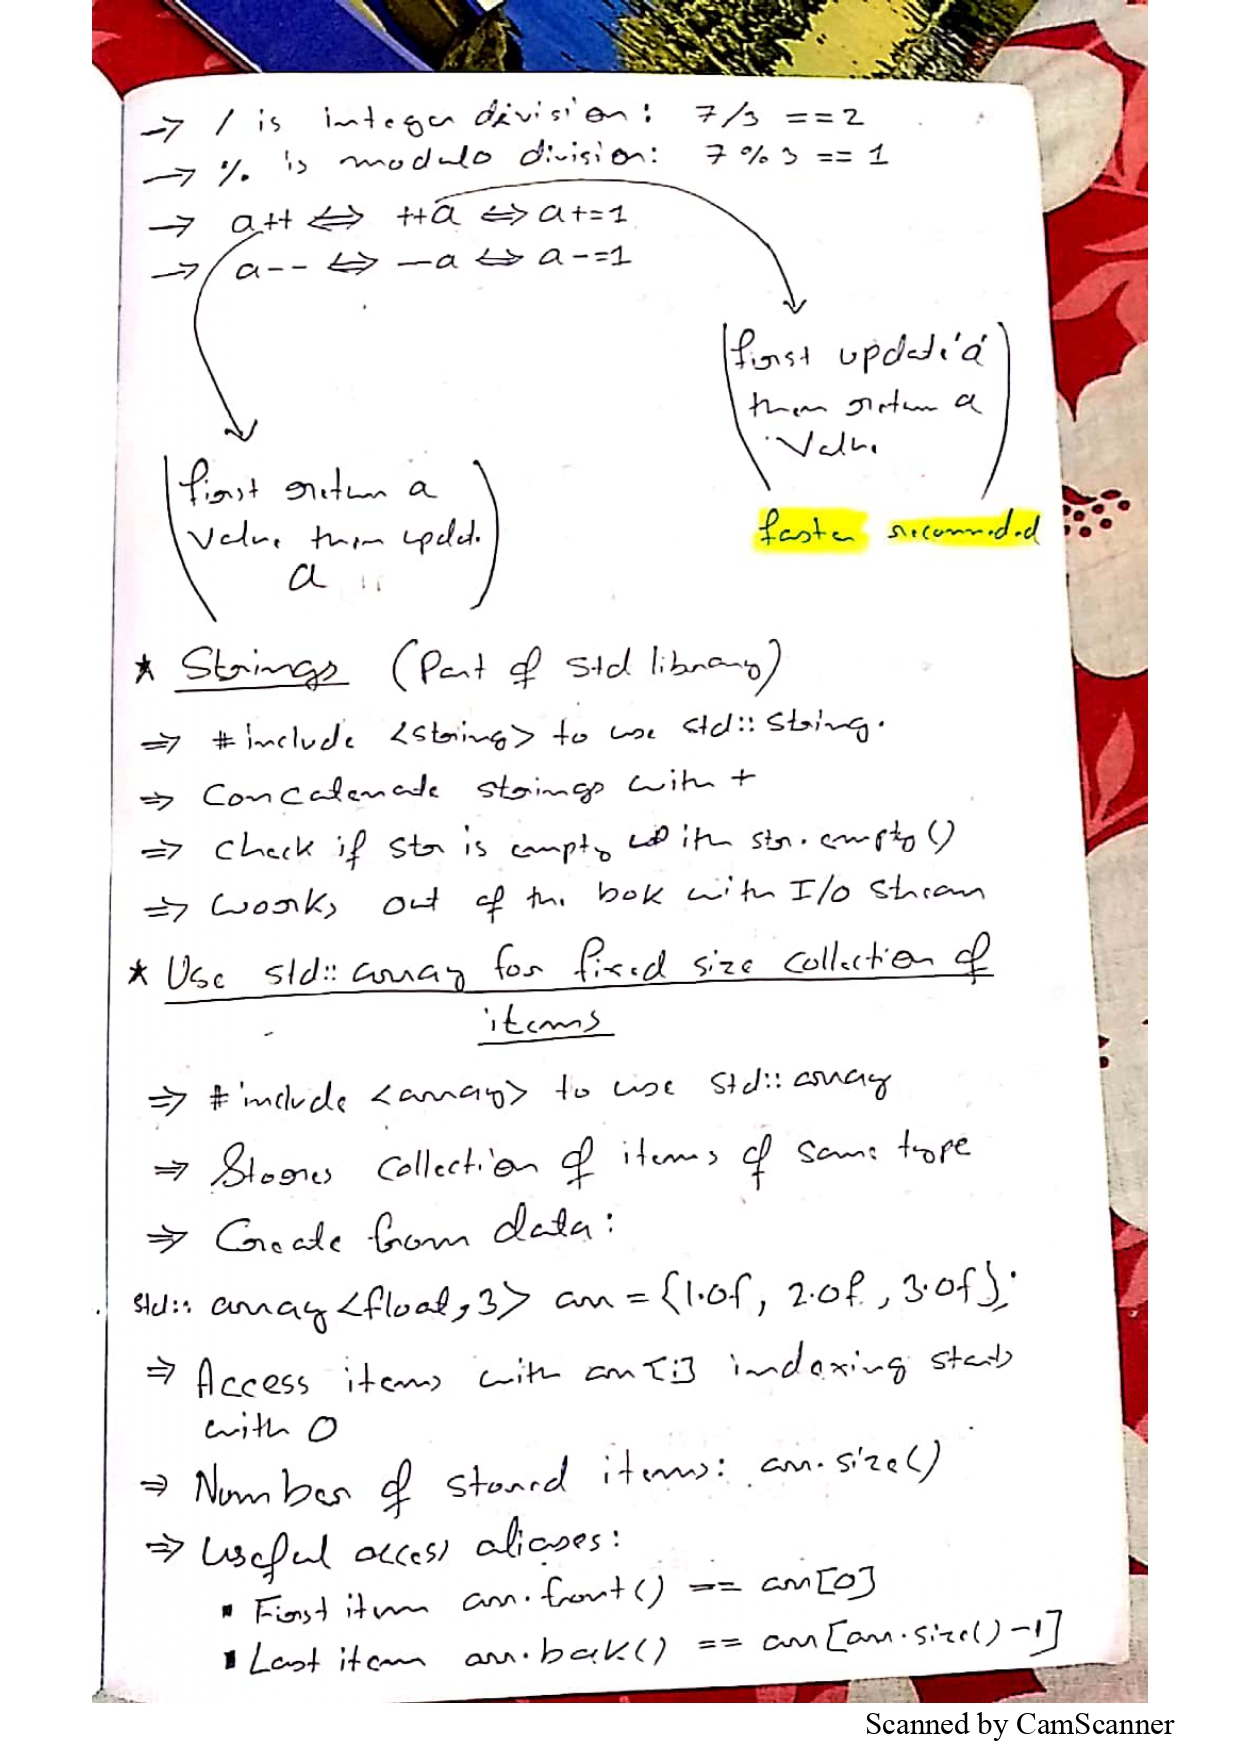 → / is integer division: 7/3 == 2
→ % is modulo division: 7 % 3 == 1
→ a++ ⇔ ++a ⇔ a+=1
→ a-- ⇔ —a ⇔ a-=1
(first update 'a'
then return a
value)
(first return a
value then updat.
a)
faster recommended
* Strings (Part of std library)
⇒ #include <string> to use std::string.
⇒ Concatenate strings with +
⇒ Check if str is empty with str.empty()
⇒ Works out of the box with I/O stream
* Use std::array for fixed size collection of
items
⇒ #include <array> to use std::array
⇒ Stores collection of items of same type
⇒ Create from data:
std:: array<float,3> arr = {1.0f, 2.0f, 3.0f};
⇒ Access items with arr[i] indexing starts
with 0
⇒ Number of stored items: arr.size()
⇒ Useful access aliases:
▪ First item arr.front() == arr[0]
▪ Last item arr.back() == arr[arr.size()-1]
Scanned by CamScanner